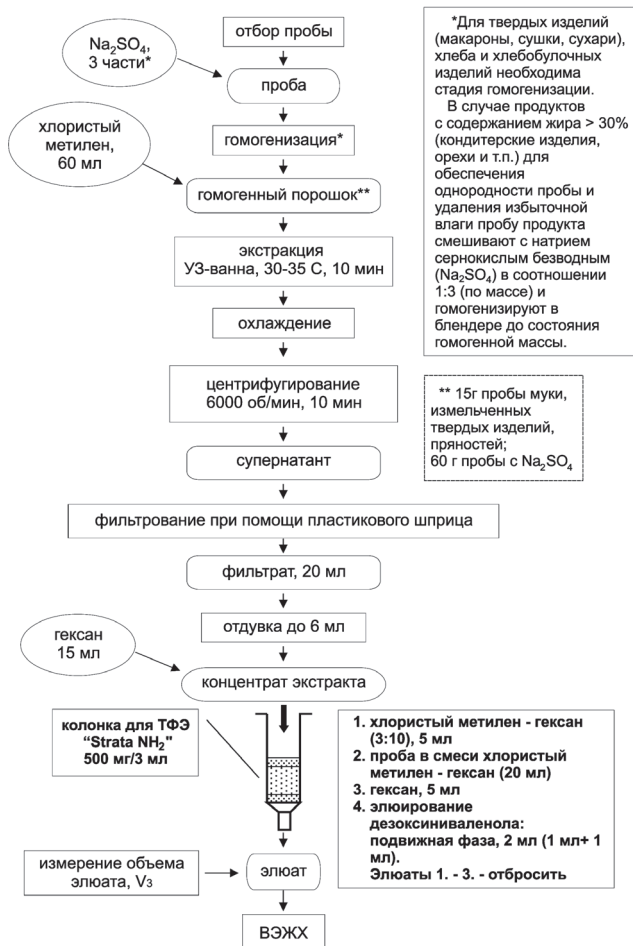 отбор пробы
Na₂SO₄,
3 части*
проба
гомогенизация*
хлористый
метилен,
60 мл
гомогенный порошок**
экстракция
УЗ-ванна, 30-35 С, 10 мин
охлаждение
центрифугирование
6000 об/мин, 10 мин
супернатант
фильтрование при помощи пластикового шприца
фильтрат, 20 мл
отдувка до 6 мл
гексан
15 мл
концентрат экстракта
колонка для ТФЭ
“Strata NH₂”
500 мг/3 мл
измерение объема
элюата, V₃
элюат
ВЭЖХ
*Для твердых изделий
(макароны, сушки, сухари),
хлеба и хлебобулочных
изделий необходима
стадия гомогенизации.
В случае продуктов
с содержанием жира > 30%
(кондитерские изделия,
орехи и т.п.) для
обеспечения
однородности пробы и
удаления избыточной
влаги пробу продукта
смешивают с натрием
сернокислым безводным
(Na₂SO₄) в соотношении
1:3 (по массе) и
гомогенизируют в
блендере до состояния
гомогенной массы.
** 15г пробы муки,
измельченных
твердых изделий,
пряностей;
60 г пробы с Na₂SO₄
1. хлористый метилен - гексан
(3:10), 5 мл
2. проба в смеси хлористый
метилен - гексан (20 мл)
3. гексан, 5 мл
4. элюирование
дезоксиниваленола:
подвижная фаза, 2 мл (1 мл+ 1
мл).
Элюаты 1. - 3. - отбросить